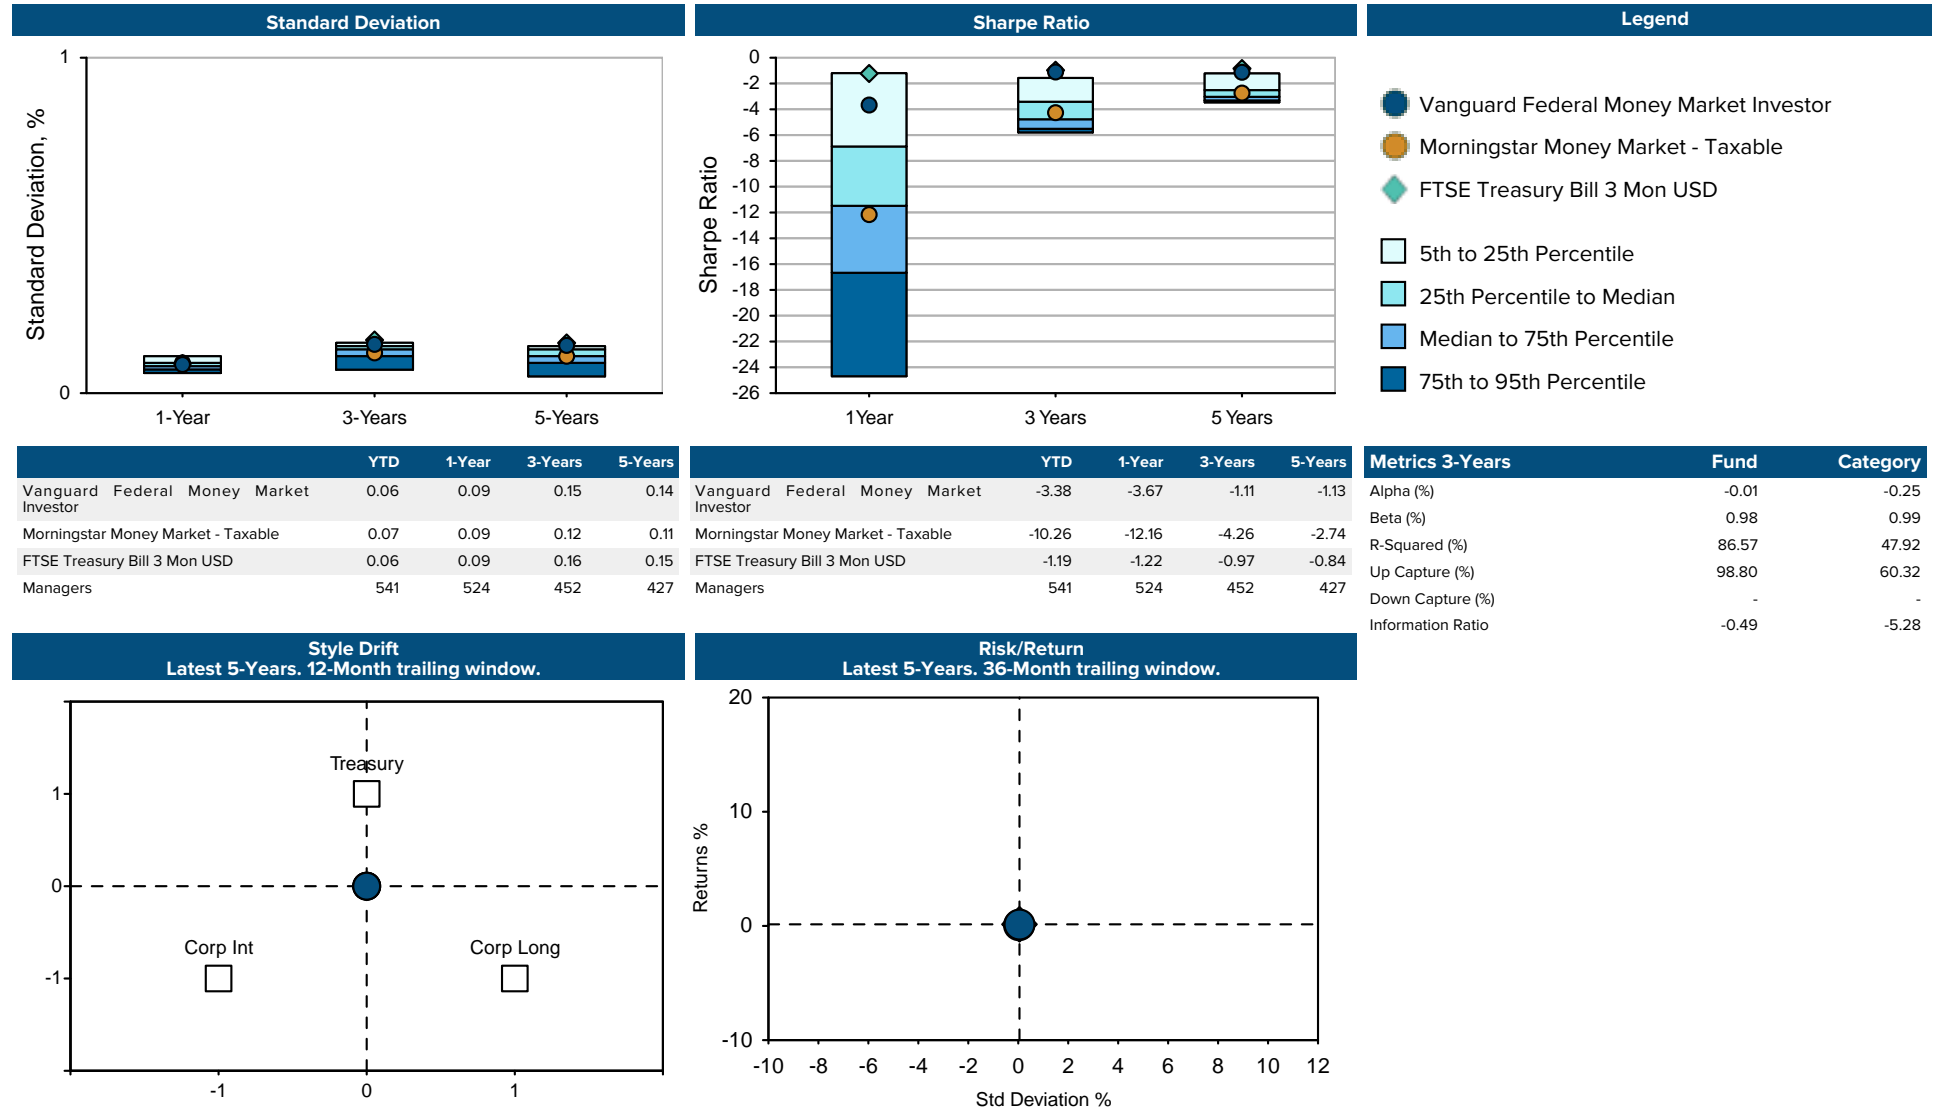 Standard Deviation
1
0
Standard Deviation, %
1-Year 3-Years 5-Years
Sharpe Ratio
0
-2
-4
-6
-8
-10
-12
-14
-16
-18
-20
-22
-24
-26
Sharpe Ratio
1 Year 3 Years 5 Years
Legend
Vanguard Federal Money Market Investor
Morningstar Money Market - Taxable
FTSE Treasury Bill 3 Mon USD
5th to 25th Percentile
25th Percentile to Median
Median to 75th Percentile
75th to 95th Percentile
YTD 1-Year 3-Years 5-Years
Vanguard Federal Money Market 0.06 0.09 0.15 0.14
Investor
Morningstar Money Market - Taxable 0.07 0.09 0.12 0.11
FTSE Treasury Bill 3 Mon USD 0.06 0.09 0.16 0.15
Managers 541 524 452 427
YTD 1-Year 3-Years 5-Years
Vanguard Federal Money Market -3.38 -3.67 -1.11 -1.13
Investor
Morningstar Money Market - Taxable -10.26 -12.16 -4.26 -2.74
FTSE Treasury Bill 3 Mon USD -1.19 -1.22 -0.97 -0.84
Managers 541 524 452 427
Metrics 3-Years Fund Category
Alpha (%) -0.01 -0.25
Beta (%) 0.98 0.99
R-Squared (%) 86.57 47.92
Up Capture (%) 98.80 60.32
Down Capture (%) - -
Information Ratio -0.49 -5.28
Style Drift
Latest 5-Years. 12-Month trailing window.
Treasury
1
0
Corp Int Corp Long
-1
-1 0 1
Risk/Return
Latest 5-Years. 36-Month trailing window.
20
10
0
-10
Returns %
-10 -8 -6 -4 -2 0 2 4 6 8 10 12
Std Deviation %